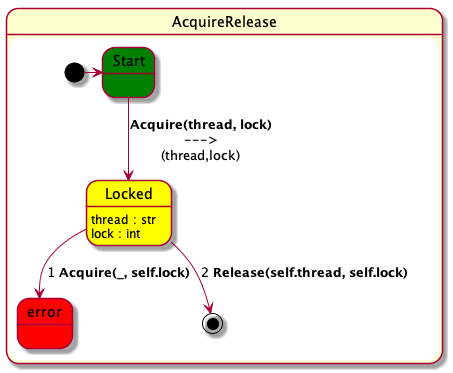 AcquireRelease
Start
Acquire(thread, lock)
--->
(thread,lock)
Locked
thread : str
lock : int
1 Acquire(_, self.lock)
2 Release(self.thread, self.lock)
error